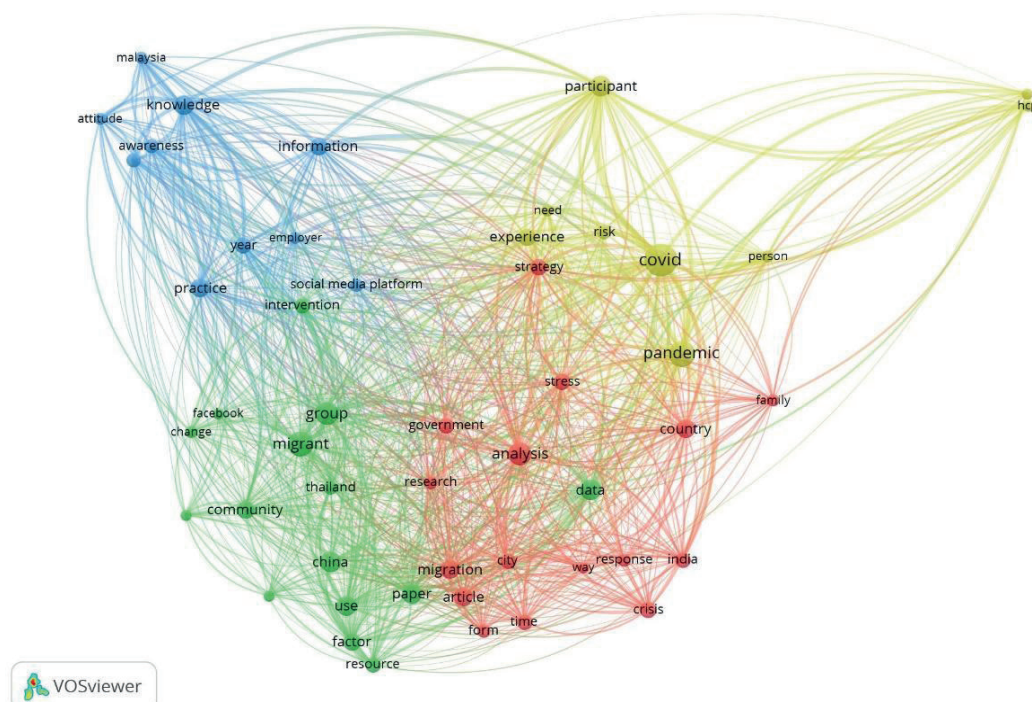 malaysia
participant
hcp
knowledge
attitude
awareness
information
need
risk
employer
experience
year
covid
person
strategy
social media platform
practice
intervention
pandemic
stress
family
facebook
group
government
country
change
migrant
analysis
research
thailand
data
community
city
response
india
china
migration
way
paper
article
use
crisis
time
form
factor
resource
VOSviewer